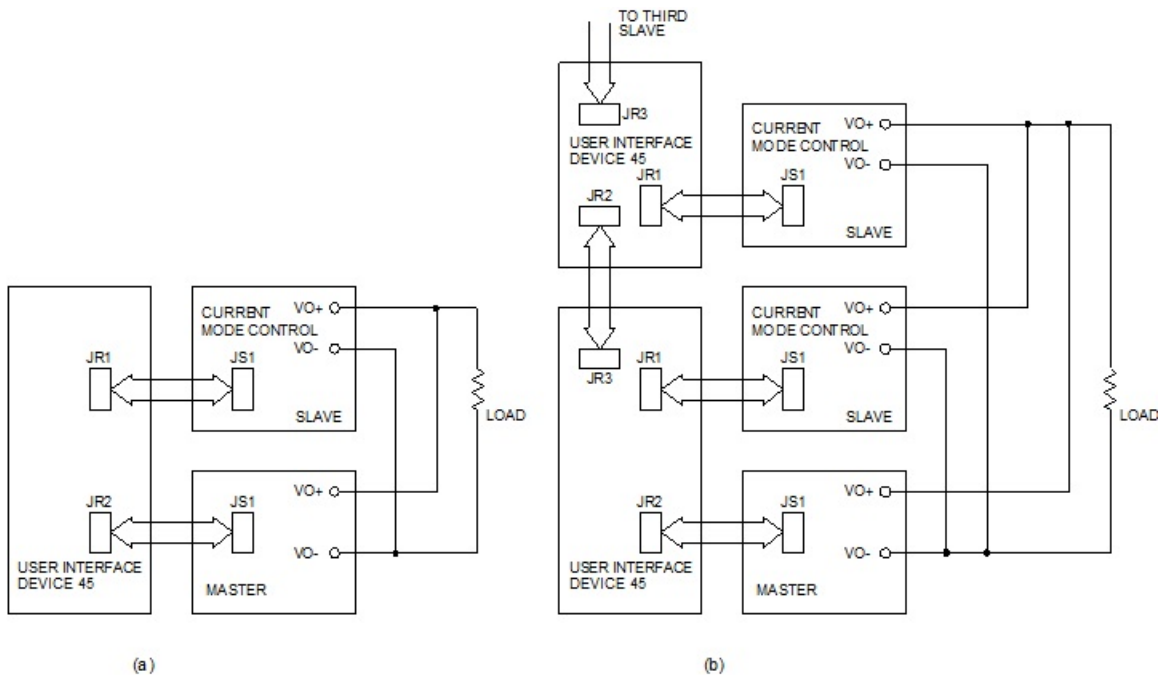 TO THIRD
SLAVE
JR3
USER INTERFACE
DEVICE 45
JR1
JR2
CURRENT
MODE CONTROL
VO+
VO-
JS1
SLAVE
CURRENT
MODE CONTROL
VO+
VO-
JR1
JS1
SLAVE
LOAD
JR2
JS1
VO+
VO-
USER INTERFACE
DEVICE 45
MASTER
(a)
JR3
JR1
CURRENT
MODE CONTROL
VO+
VO-
JS1
SLAVE
LOAD
JR2
JS1
VO+
VO-
USER INTERFACE
DEVICE 45
MASTER
(b)